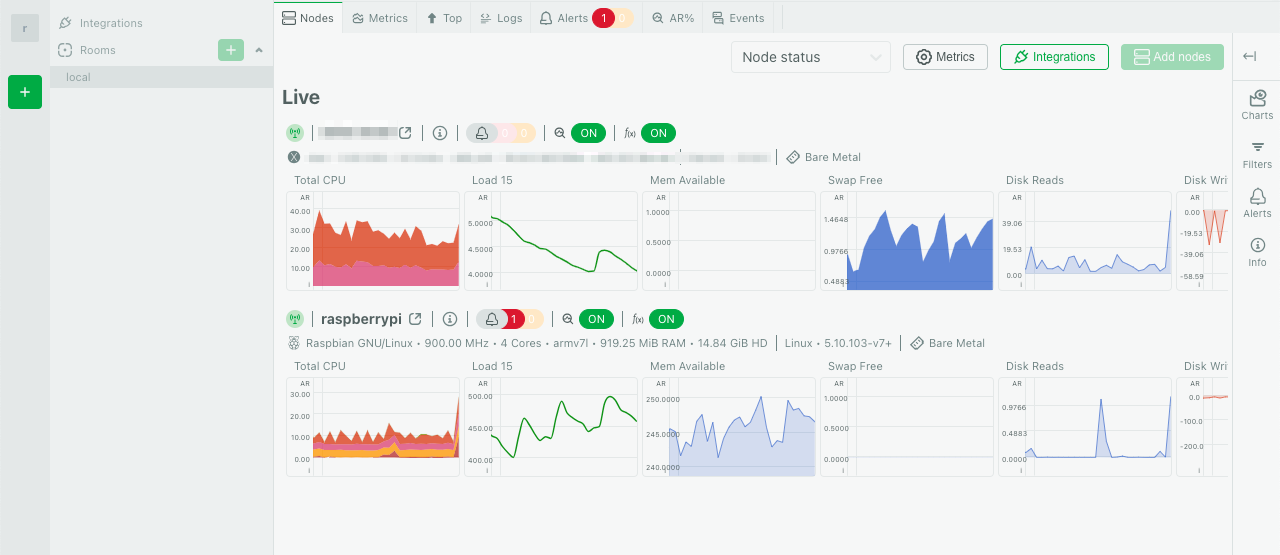 r
Integrations
Rooms
local
Nodes Metrics Top Logs Alerts 1 0 AR% Events
Node status Metrics Integrations Add nodes
Live
0 0 ON f(x) ON
Bare Metal
Total CPU Load 15 Mem Available Swap Free Disk Reads Disk Wri
AR AR AR AR AR AR
40.00 5.0000 1.0000 1.4648 39.06 0.00
30.00 4.5000 0.5000 0.9766 19.53 -19.53
20.00 4.0000 0.0000 0.4883 0.00 -39.06
10.00 -58.59
raspberrypi 1 0 ON f(x) ON
Raspbian GNU/Linux • 900.00 MHz • 4 Cores • armv7l • 919.25 MiB RAM • 14.84 GiB HD Linux • 5.10.103-v7+ Bare Metal
Total CPU Load 15 Mem Available Swap Free Disk Reads Disk Wri
AR AR AR AR AR AR
30.00 500.00 250.0000 1.0000 0.9766 0.0
20.00 450.00 245.0000 0.5000 0.4883 -100.0
10.00 400.00 240.0000 0.0000 0.0000 -200.0
0.00
Charts
Filters
Alerts
Info